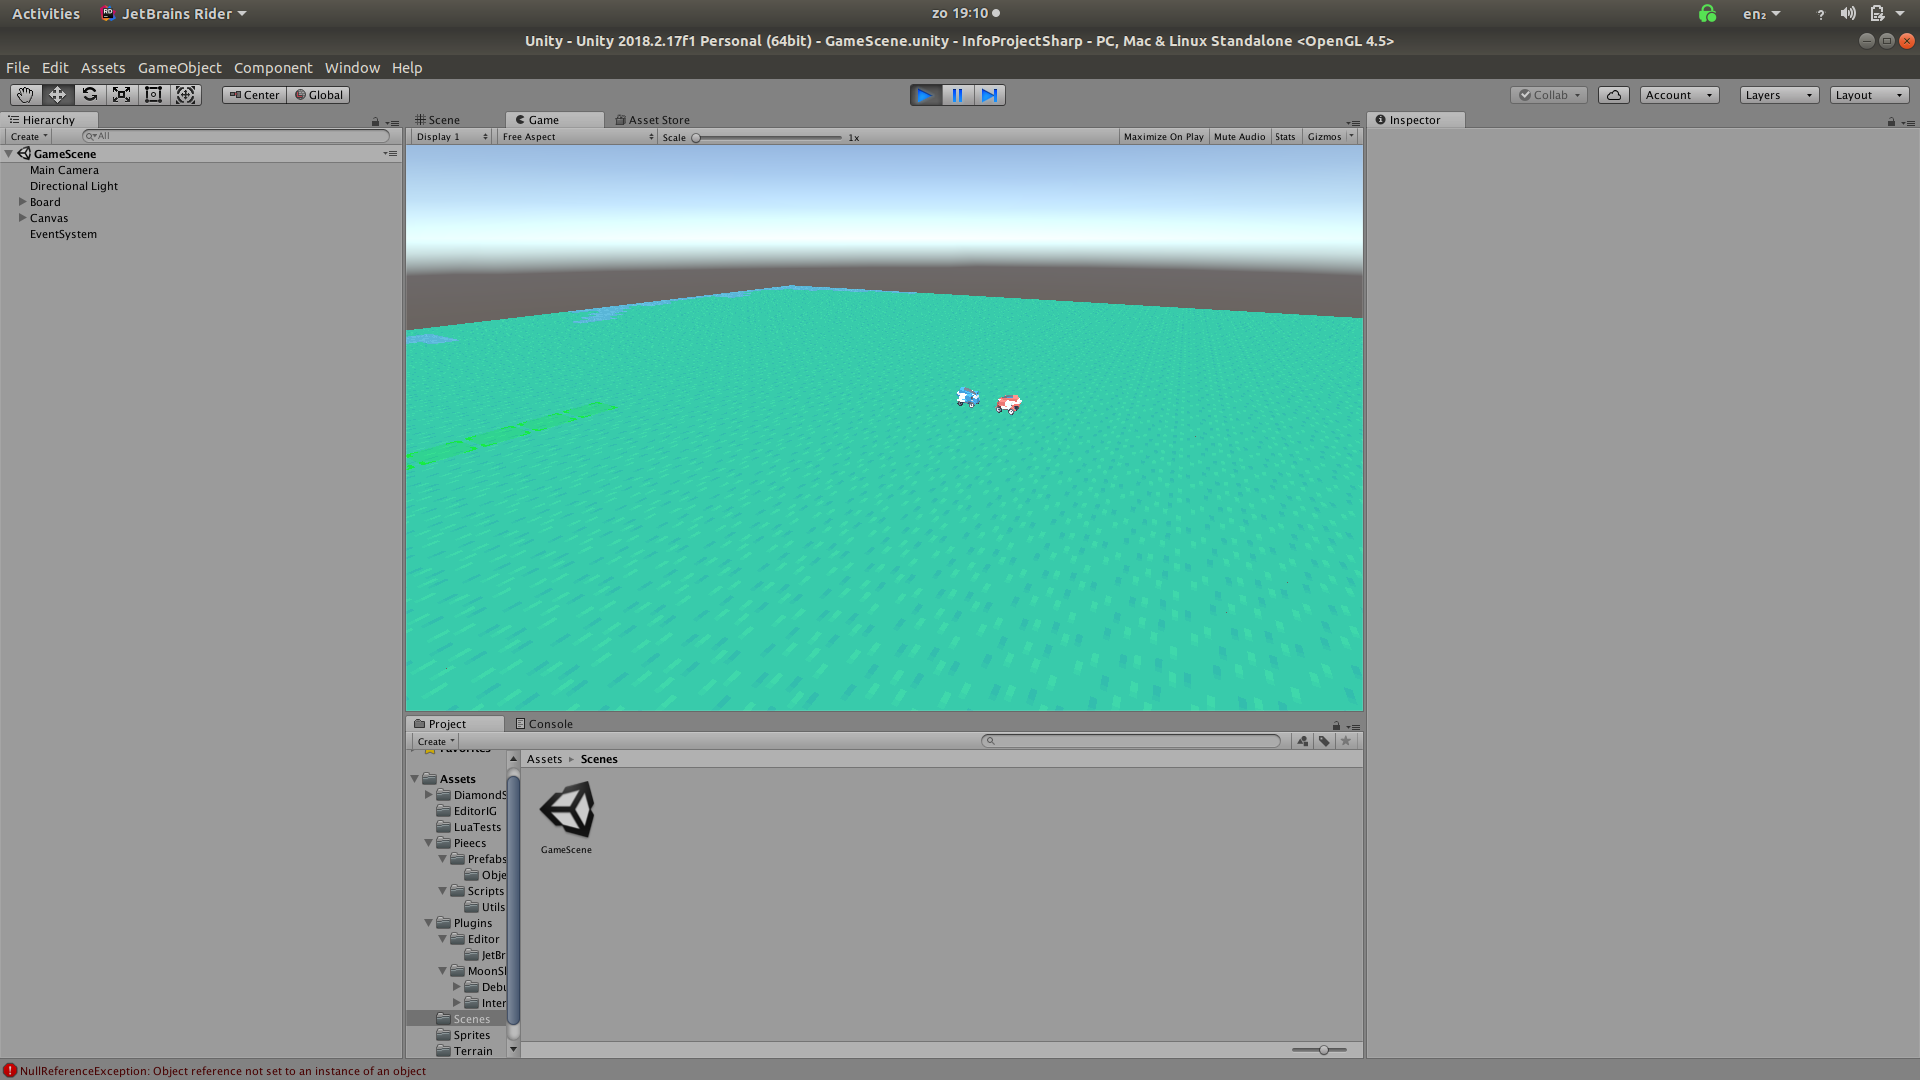 Activities JetBrains Rider zo 19:10 en₂ ?
Unity - Unity 2018.2.17f1 Personal (64bit) - GameScene.unity - InfoProjectSharp - PC, Mac & Linux Standalone <OpenGL 4.5>
File Edit Assets GameObject Component Window Help
Center Global Collab Account Layers Layout
Hierarchy
Create All
GameScene
Main Camera
Directional Light
Board
Canvas
EventSystem
Scene Game Asset Store
Display 1 Free Aspect Scale 1x Maximize On Play Mute Audio Stats Gizmos
Inspector
Project Console
Create
Favorites
Assets
DiamondS
EditorIG
LuaTests
Pieecs
Prefabs
Obje
Scripts
Utils
Plugins
Editor
JetBr
MoonSl
Debu
Inter
Scenes
Sprites
Terrain
Assets Scenes
GameScene
NullReferenceException: Object reference not set to an instance of an object